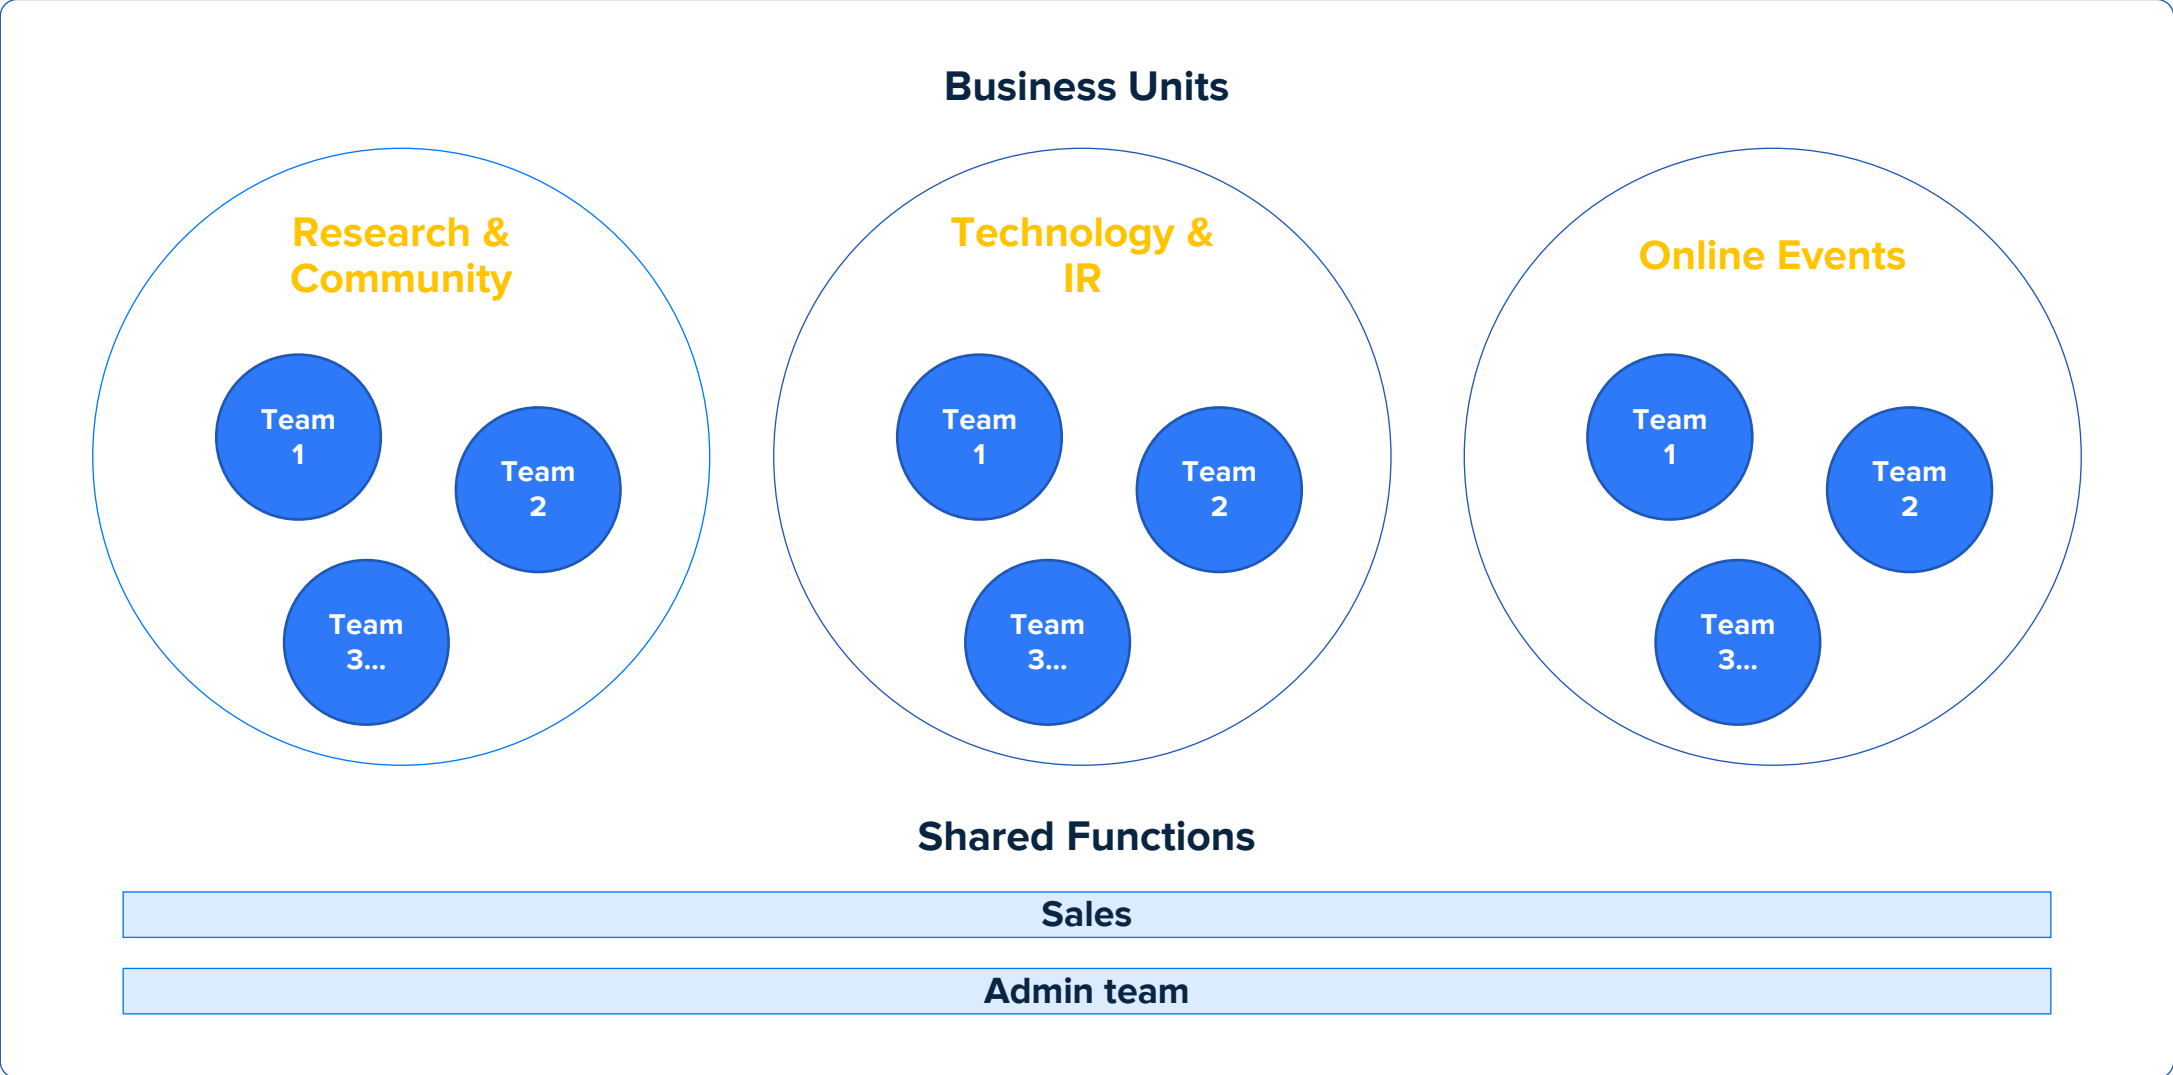 Business Units
Research &
Community
Team
1
Team
2
Team
3...
Technology &
IR
Team
1
Team
2
Team
3...
Online Events
Team
1
Team
2
Team
3...
Shared Functions
Sales
Admin team